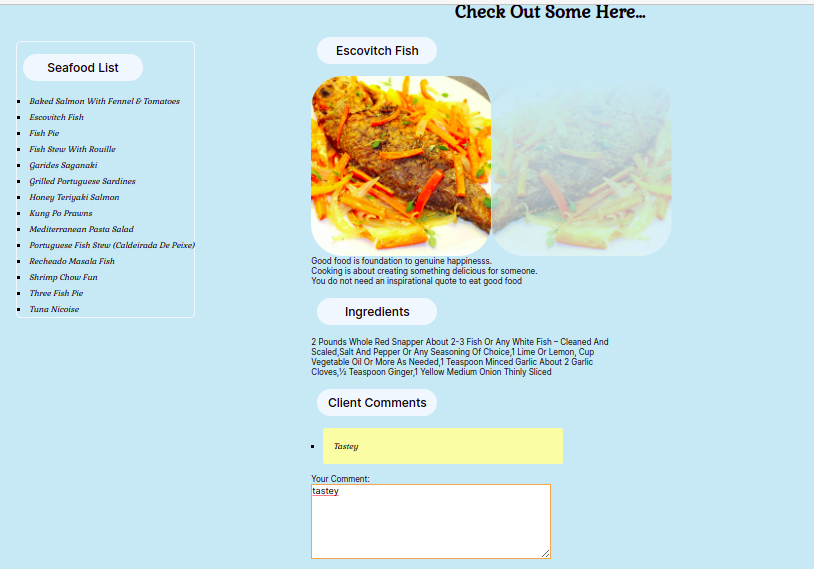 Check Out Some Here...
Seafood List
Baked Salmon With Fennel & Tomatoes
Escovitch Fish
Fish Pie
Fish Stew With Rouille
Garides Saganaki
Grilled Portuguese Sardines
Honey Teriyaki Salmon
Kung Po Prawns
Mediterranean Pasta Salad
Portuguese Fish Stew (Caldeirada De Peixe)
Recheado Masala Fish
Shrimp Chow Fun
Three Fish Pie
Tuna Nicoise
Escovitch Fish
Good food is foundation to genuine happinesss.
Cooking is about creating something delicious for someone.
You do not need an inspirational quote to eat good food
Ingredients
2 Pounds Whole Red Snapper About 2-3 Fish Or Any White Fish – Cleaned And
Scaled,Salt And Pepper Or Any Seasoning Of Choice,1 Lime Or Lemon, Cup
Vegetable Oil Or More As Needed,1 Teaspoon Minced Garlic About 2 Garlic
Cloves,½ Teaspoon Ginger,1 Yellow Medium Onion Thinly Sliced
Client Comments
Tastey
Your Comment:
tastey